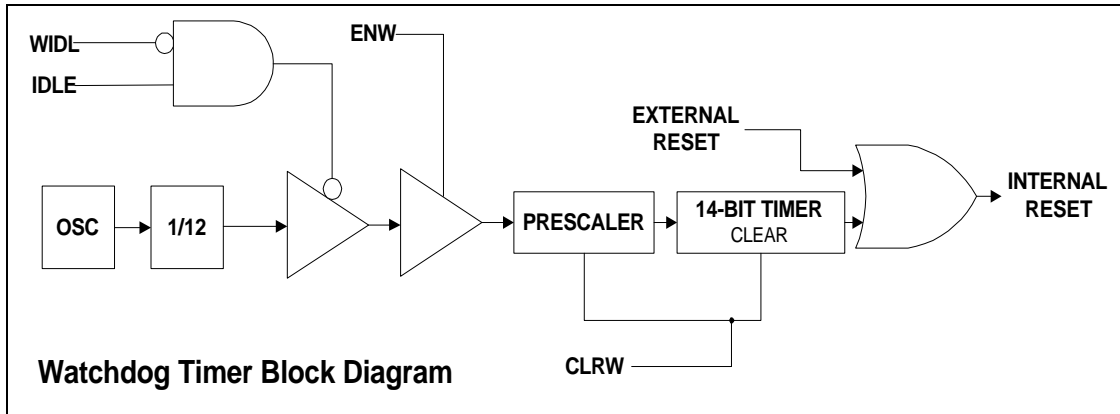 WIDL
IDLE
ENW
EXTERNAL
RESET
INTERNAL
RESET
OSC
1/12
PRESCALER
14-BIT TIMER
CLEAR
CLRW
Watchdog Timer Block Diagram